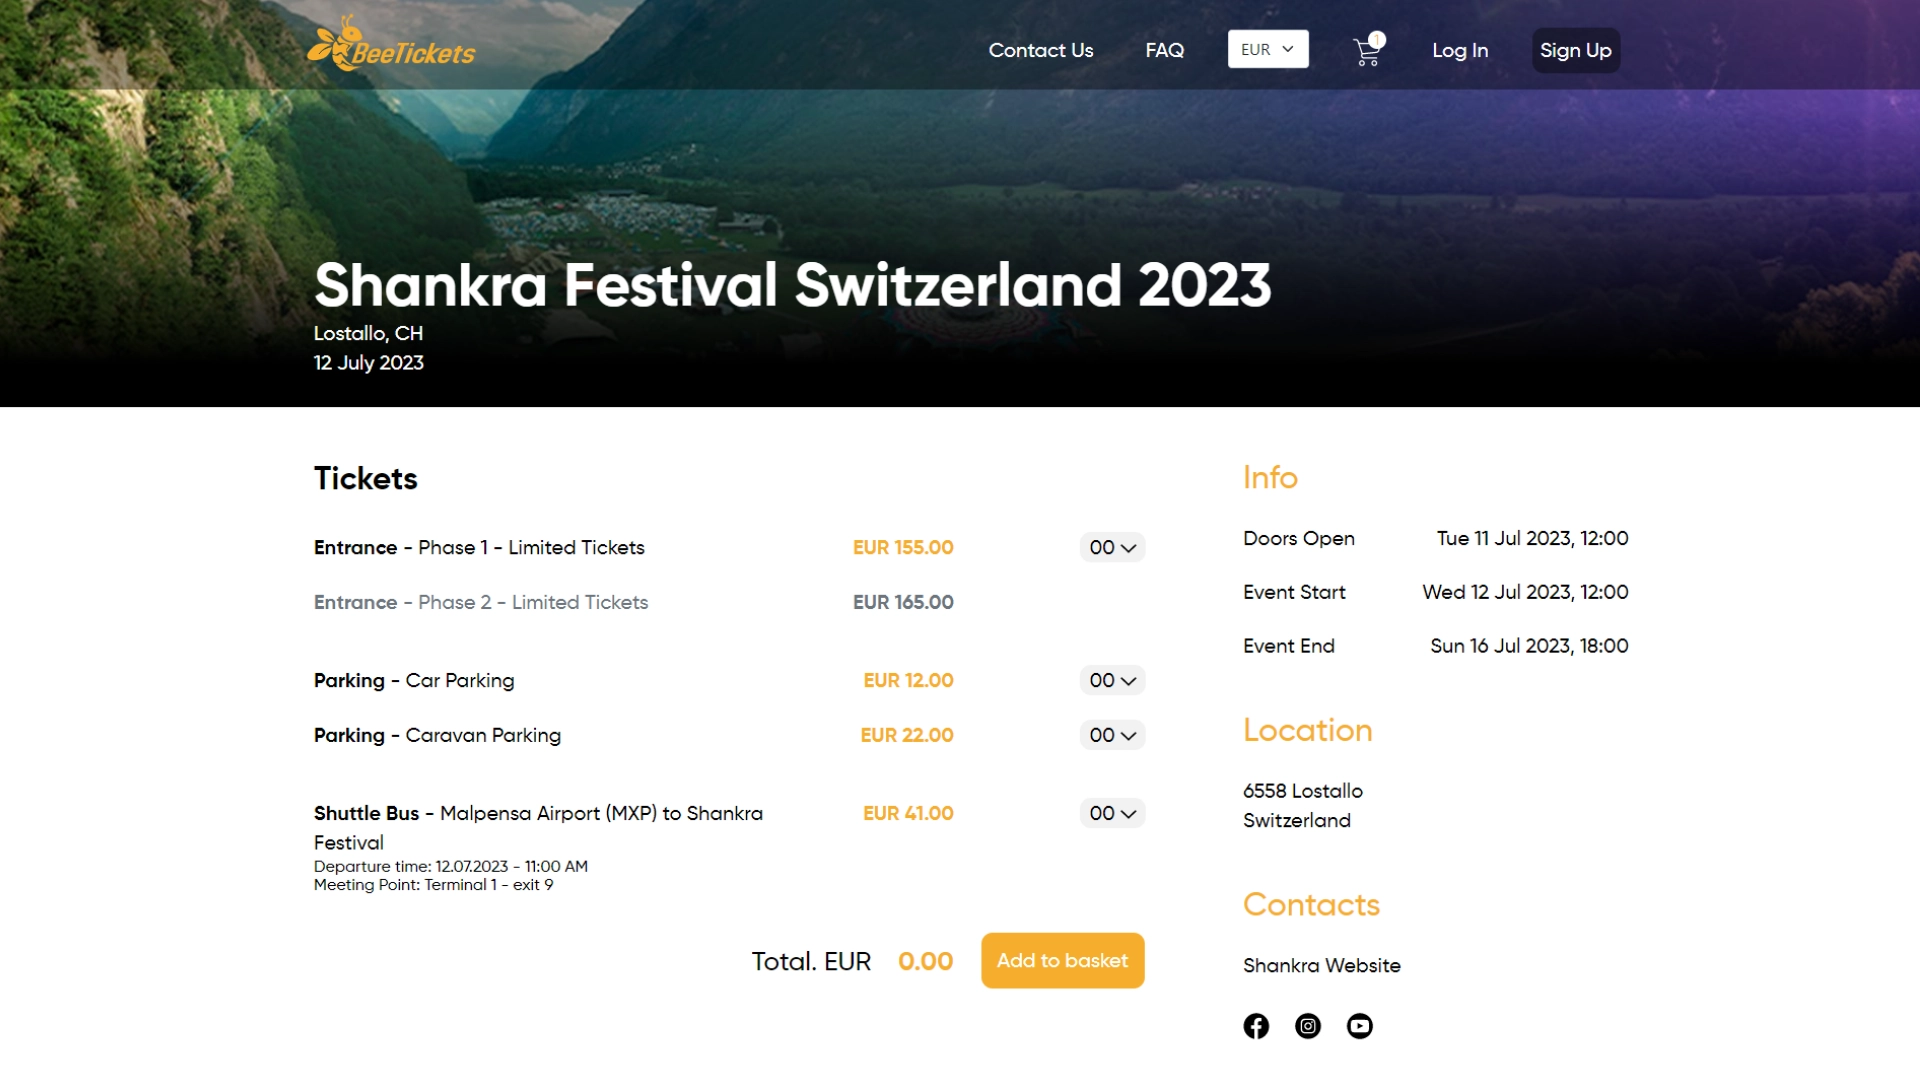 BeeTickets
Contact Us
FAQ
EUR
1
Log In
Sign Up
Shankra Festival Switzerland 2023
Lostallo, CH
12 July 2023
Tickets
Entrance - Phase 1 - Limited Tickets EUR 155.00 00
Entrance - Phase 2 - Limited Tickets EUR 165.00
Parking - Car Parking EUR 12.00 00
Parking - Caravan Parking EUR 22.00 00
Shuttle Bus - Malpensa Airport (MXP) to Shankra EUR 41.00 00
Festival
Departure time: 12.07.2023 - 11:00 AM
Meeting Point: Terminal 1 - exit 9
Total. EUR 0.00 Add to basket
Info
Doors Open Tue 11 Jul 2023, 12:00
Event Start Wed 12 Jul 2023, 12:00
Event End Sun 16 Jul 2023, 18:00
Location
6558 Lostallo
Switzerland
Contacts
Shankra Website